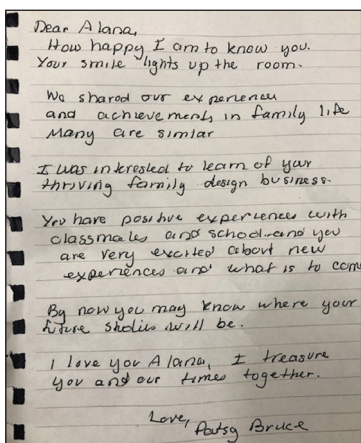 Dear Alana,
How happy I am to know you.
Your smile lights up the room.
We shared our experiences
and achievements in family life
Many are similar
I was interested to learn of your
thriving family design business.
You have positive experiences with
classmates and school-and you
are very excited about new
experiences and what is to come
By now you may know where your
future studies will be.
I love you Alana, I treasure
you and our times together.
Love,
Patsy Bruce